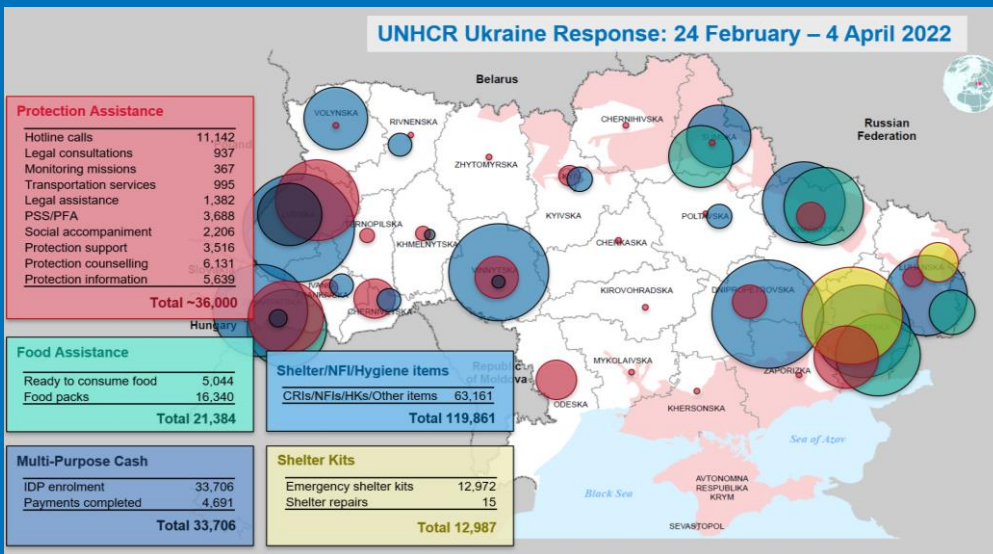 UNHCR Ukraine Response: 24 February – 4 April 2022
Belarus
Russian
Federation
Protection Assistance
Hotline calls 11,142
Legal consultations 937
Monitoring missions 367
Transportation services 995
Legal assistance 1,382
PSS/PFA 3,688
Social accompaniment 2,206
Protection support 3,516
Protection counselling 6,131
Protection information 5,639
Total ~36,000
VOLYNSKA
RIVNENSKA
ZHYTOMYRSKA
CHERNIHIVSKA
KYIVSKA
POLTAVSKA
TERNOPILSKA
KHMELNYTSKA
CHERKASKA
VINNYTSKA
KIROVOHRADSKA
DNIPROPETROVSKA
CHERNIVETSKA
Hungary
MYKOLAIVSKA
ZAPORIZKA
ODESKA
KHERSONSKA
Food Assistance
Ready to consume food 5,044
Food packs 16,340
Total 21,384
Shelter/NFI/Hygiene items
CRIs/NFIs/HKs/Other items 63,161
Total 119,861
Republic
of Moldova
Multi-Purpose Cash
IDP enrolment 33,706
Payments completed 4,691
Total 33,706
Shelter Kits
Emergency shelter kits 12,972
Shelter repairs 15
Total 12,987
Sea of Azov
Black Sea
AVTONOMNA
RESPUBLIKA
KRYM
SEVASTOPOL